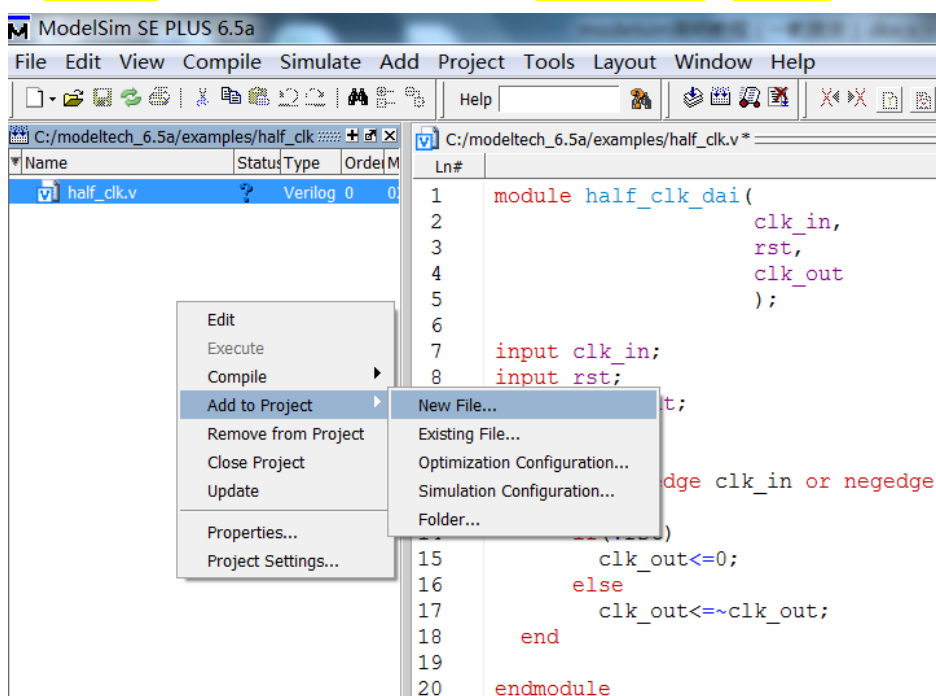 ModelSim SE PLUS 6.5a
File Edit View Compile Simulate Add Project Tools Layout Window Help
Help
C:/modeltech_6.5a/examples/half_clk
Name Status Type Order M
half_clk.v Verilog 0
C:/modeltech_6.5a/examples/half_clk.v *
Ln#
1 module half_clk_dai(
2 clk_in,
3 rst,
4 clk_out
5 );
6
7 input clk_in;
8 input rst;
t;
dge clk_in or negedge
15 clk_out<=0;
16 else
17 clk_out<=~clk_out;
18 end
19
20 endmodule
Edit
Execute
Compile
Add to Project
Remove from Project
Close Project
Update
Properties...
Project Settings...
New File...
Existing File...
Optimization Configuration...
Simulation Configuration...
Folder...